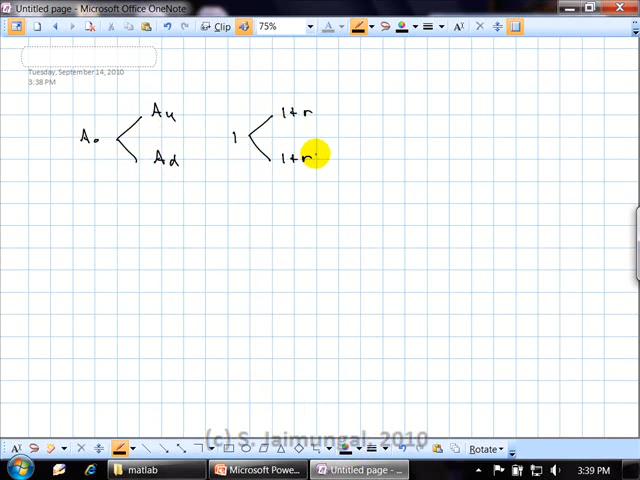 Untitled page - Microsoft Office OneNote
Clip
75%
Tuesday, September 14, 2010
3:38 PM
Au
1+r
A0
1
Ad
1+r
(c) S. Jaimungal, 2010
Rotate
matlab
Microsoft Powe...
Untitled page - ...
3:39 PM